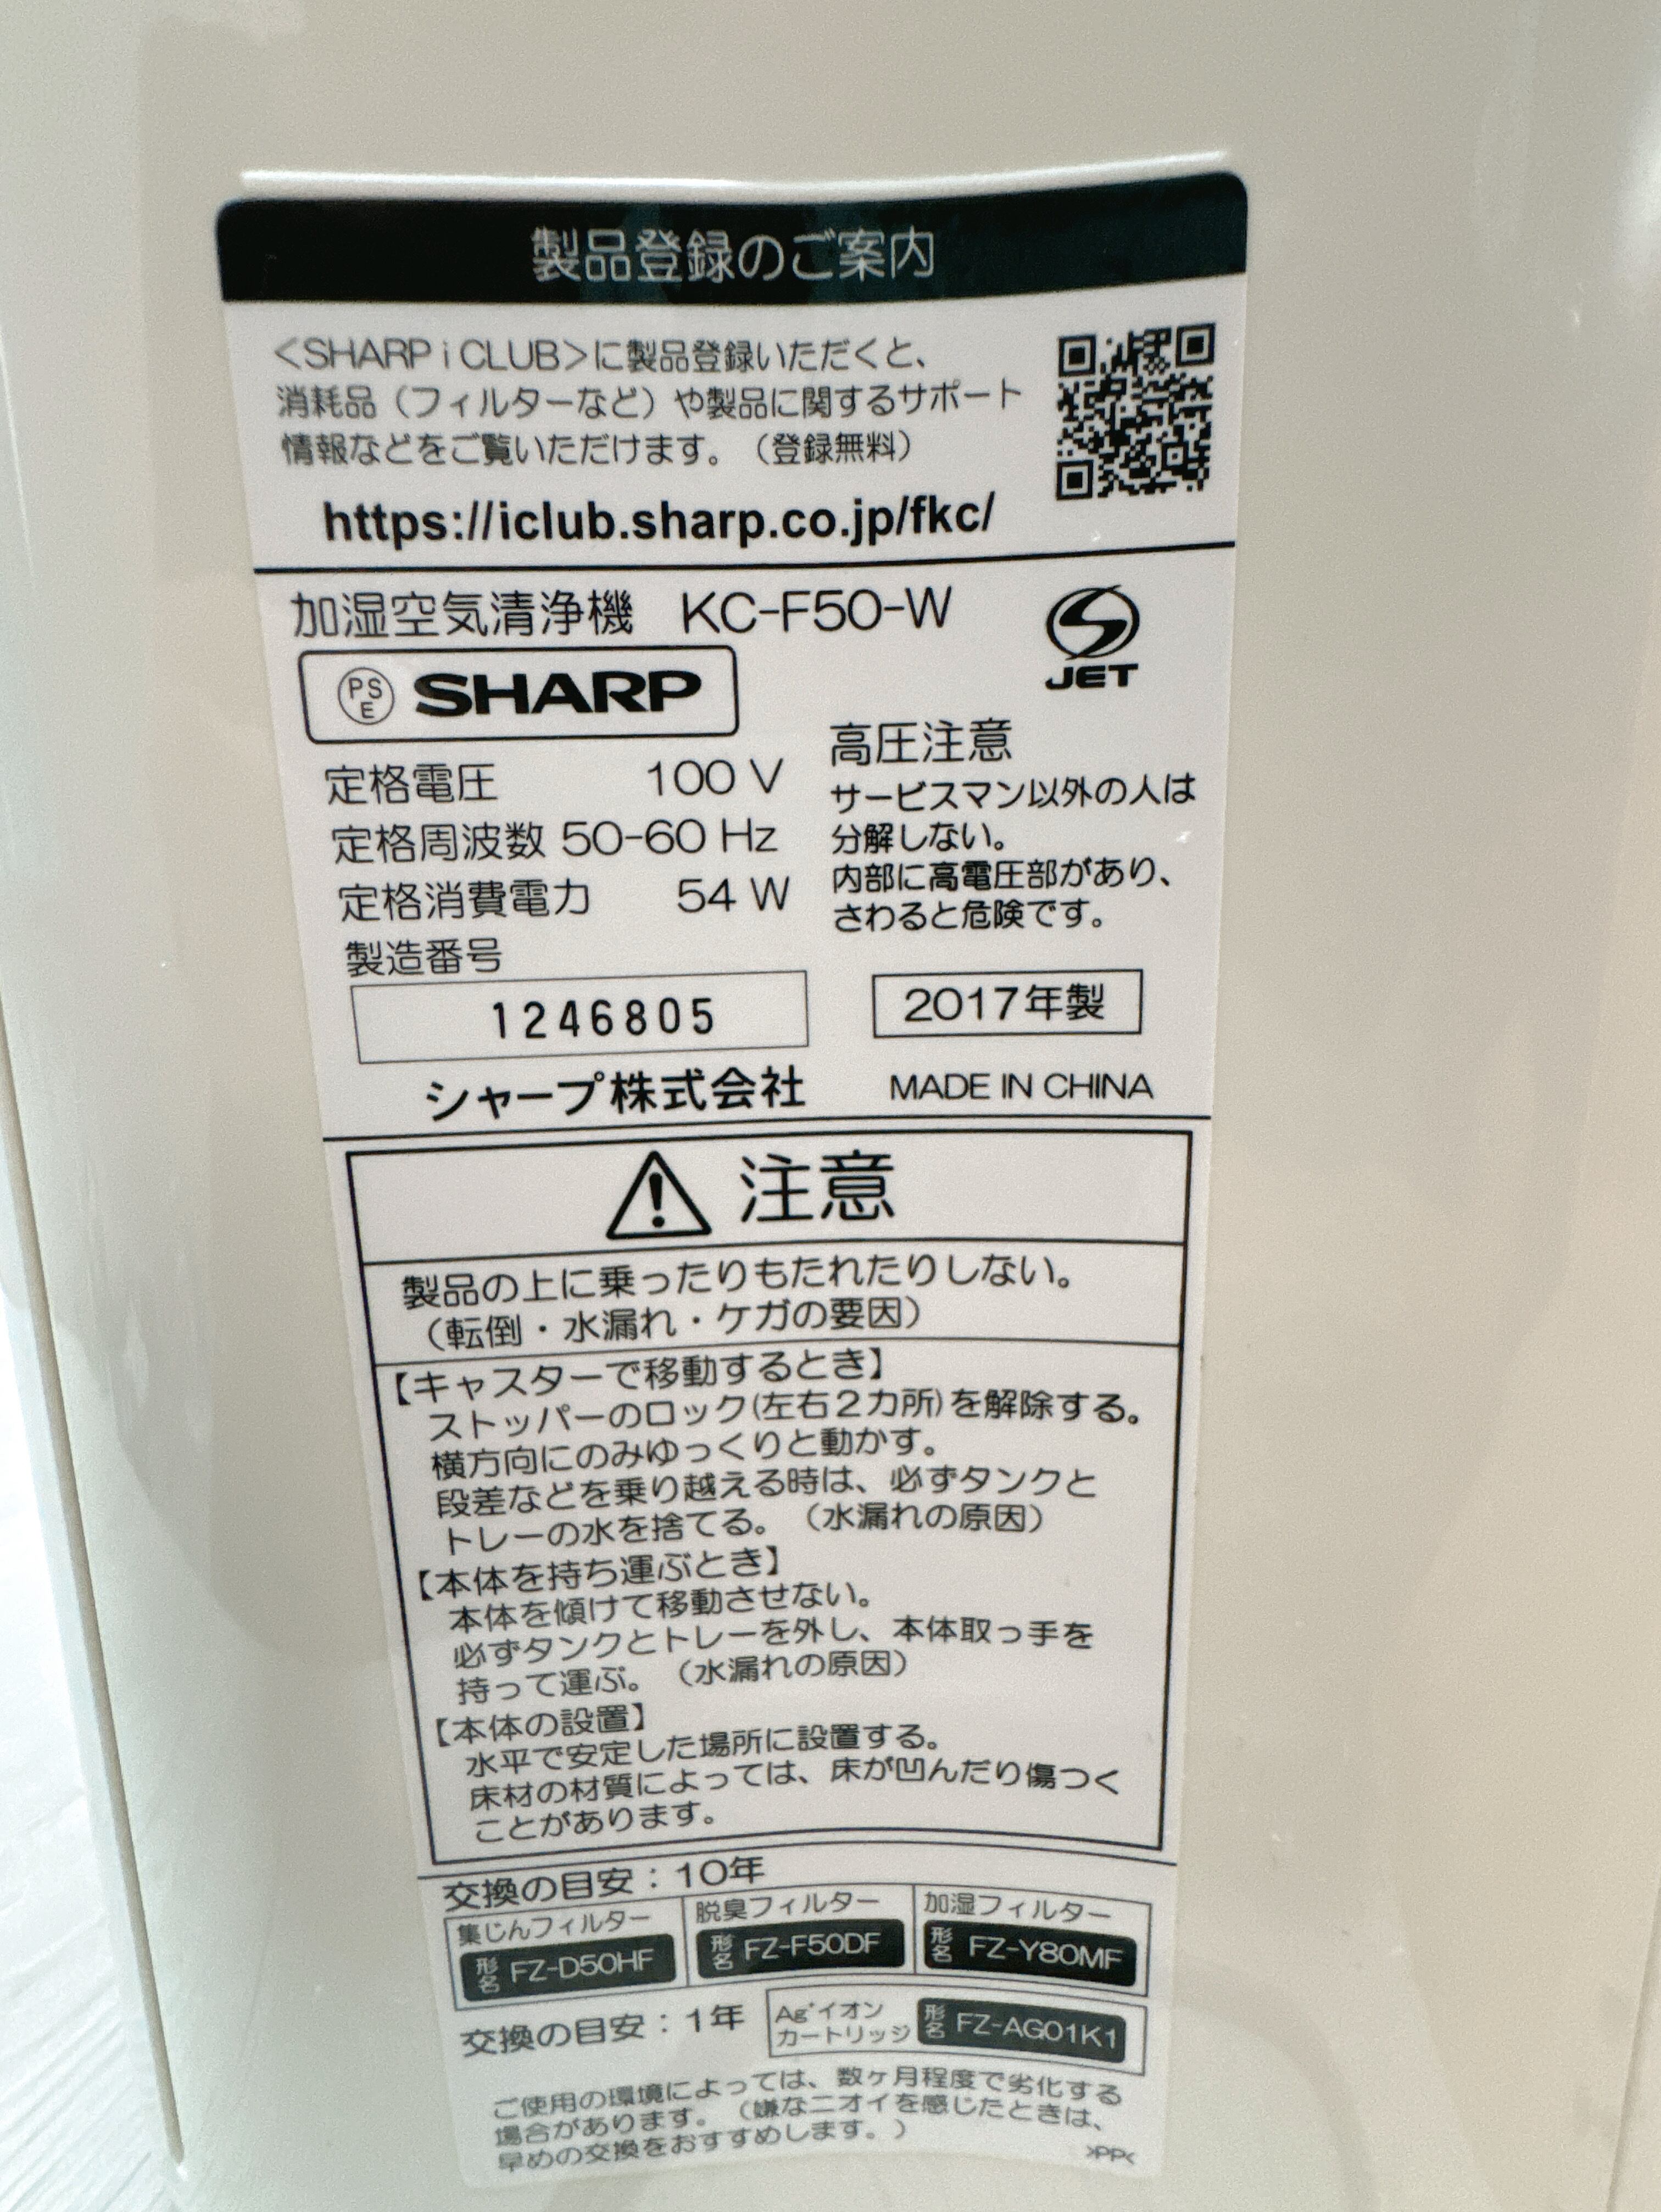 製品登録のご案内
<SHARP i CLUB>に製品登録いただくと、
消耗品（フィルターなど）や製品に関するサポート
情報などをご覧いただけます。（登録無料）
https://iclub.sharp.co.jp/fkc/
加湿空気清浄機 KC-F50-W
JET
PSE SHARP
定格電圧 100 V
定格周波数 50-60 Hz
定格消費電力 54 W
高圧注意
サービスマン以外の人は
分解しない。
内部に高電圧部があり、
さわると危険です。
製造番号
1246805
2017年製
シャープ株式会社 MADE IN CHINA
注意
製品の上に乗ったりもたれたりしない。
（転倒・水漏れ・ケガの要因）
【キャスターで移動するとき】
ストッパーのロック(左右2カ所)を解除する。
横方向にのみゆっくりと動かす。
段差などを乗り越える時は、必ずタンクと
トレーの水を捨てる。（水漏れの原因）
【本体を持ち運ぶとき】
本体を傾けて移動させない。
必ずタンクとトレーを外し、本体取っ手を
持って運ぶ。（水漏れの原因）
【本体の設置】
水平で安定した場所に設置する。
床材の材質によっては、床が凹んだり傷つく
ことがあります。
交換の目安：10年
集じんフィルター 脱臭フィルター 加湿フィルター
形名 FZ-D50HF 形名 FZ-F50DF 形名 FZ-Y80MF
交換の目安：1年
Ag⁺イオン
カートリッジ 形名 FZ-AG01K1
ご使用の環境によっては、数ヶ月程度で劣化する
場合があります。（嫌なニオイを感じたときは、
早めの交換をおすすめします。）
>PP<